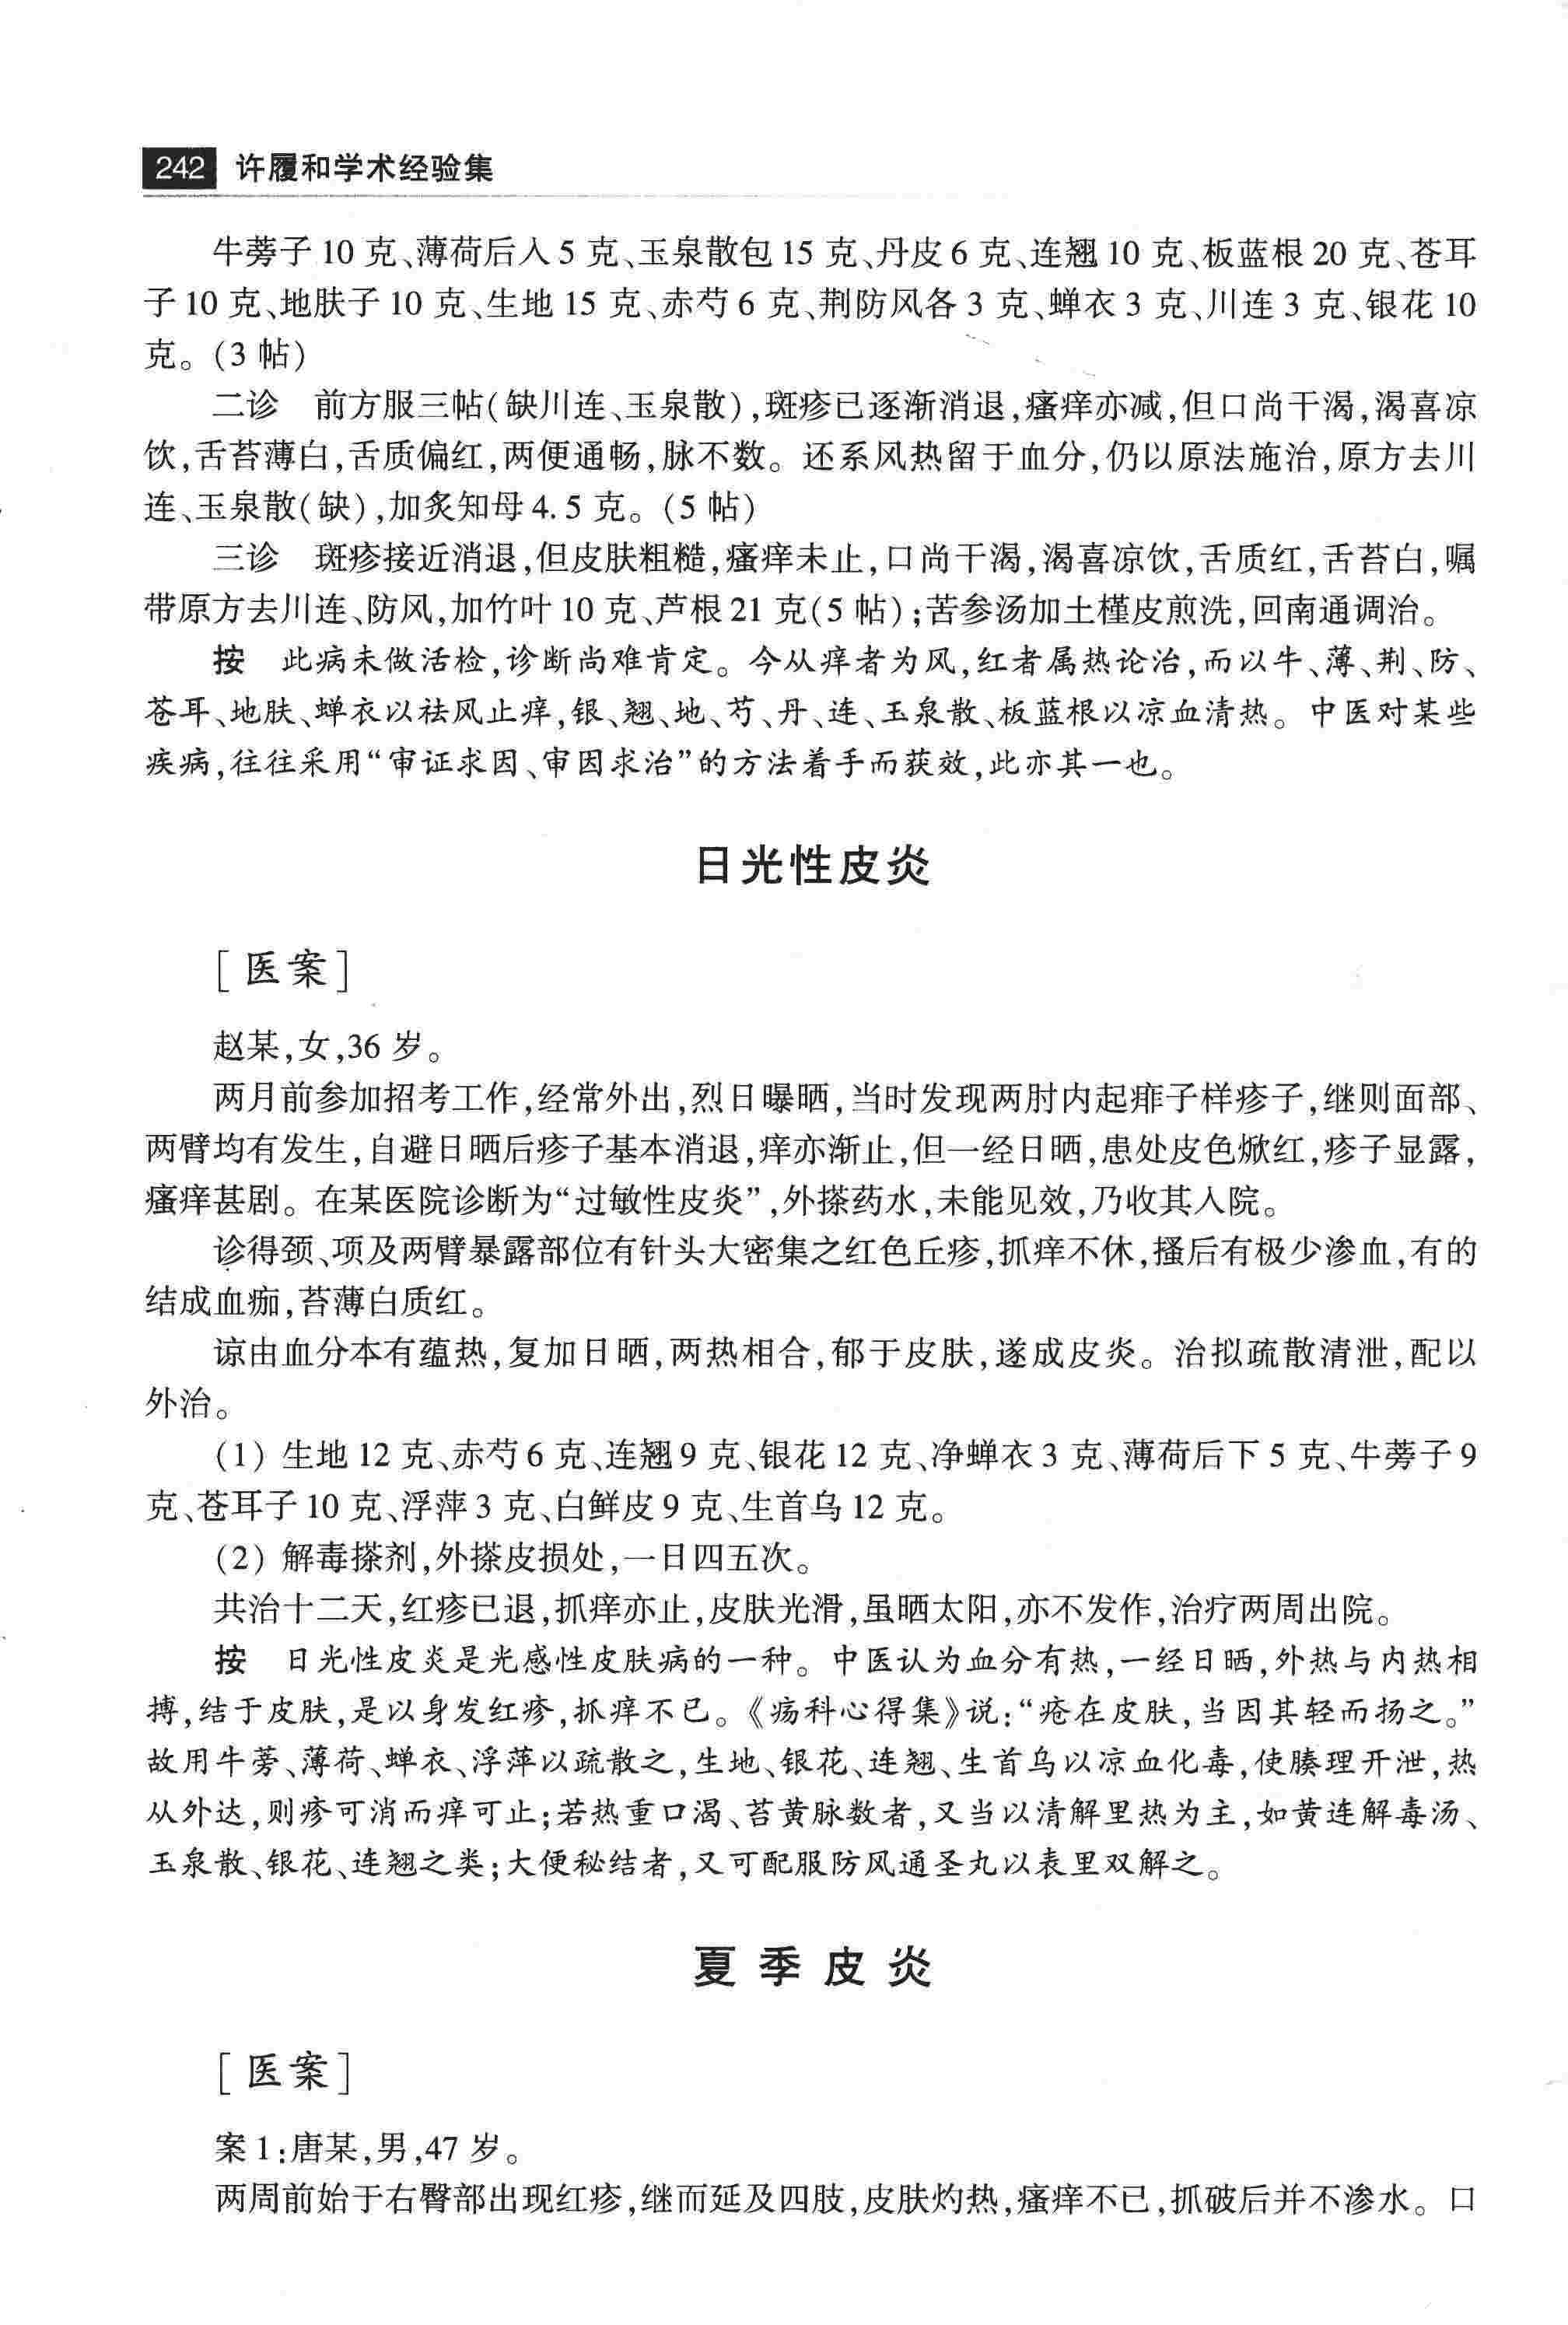 242 许履和学术经验集
牛蒡子 10 克、薄荷后入 5 克、玉泉散包 15 克、丹皮 6 克、连翘 10 克、板蓝根 20 克、苍耳
子 10 克、地肤子 10 克、生地 15 克、赤芍 6 克、荆防风各 3 克、蝉衣 3 克、川连 3 克、银花 10
克。(3 帖)
二诊　前方服三帖(缺川连、玉泉散),斑疹已逐渐消退,瘙痒亦减,但口尚干渴,渴喜凉
饮,舌苔薄白,舌质偏红,两便通畅,脉不数。还系风热留于血分,仍以原法施治,原方去川
连、玉泉散(缺),加炙知母 4.5 克。(5 帖)
三诊　斑疹接近消退,但皮肤粗糙,瘙痒未止,口尚干渴,渴喜凉饮,舌质红,舌苔白,嘱
带原方去川连、防风,加竹叶 10 克、芦根 21 克(5 帖);苦参汤加土槿皮煎洗,回南通调治。
按　此病未做活检,诊断尚难肯定。今从痒者为风,红者属热论治,而以牛、薄、荆、防、
苍耳、地肤、蝉衣以祛风止痒,银、翘、地、芍、丹、连、玉泉散、板蓝根以凉血清热。中医对某些
疾病,往往采用“审证求因、审因求治”的方法着手而获效,此亦其一也。
日光性皮炎
[医案]
赵某,女,36 岁。
两月前参加招考工作,经常外出,烈日曝晒,当时发现两肘内起痱子样疹子,继则面部、
两臂均有发生,自避日晒后疹子基本消退,痒亦渐止,但一经日晒,患处皮色焮红,疹子显露,
瘙痒甚剧。在某医院诊断为“过敏性皮炎”,外搽药水,未能见效,乃收其入院。
诊得颈、项及两臂暴露部位有针头大密集之红色丘疹,抓痒不休,搔后有极少渗血,有的
结成血痂,苔薄白质红。
谅由血分本有蕴热,复加日晒,两热相合,郁于皮肤,遂成皮炎。治拟疏散清泄,配以
外治。
(1) 生地 12 克、赤芍 6 克、连翘 9 克、银花 12 克、净蝉衣 3 克、薄荷后下 5 克、牛蒡子 9
克、苍耳子 10 克、浮萍 3 克、白鲜皮 9 克、生首乌 12 克。
(2) 解毒搽剂,外搽皮损处,一日四五次。
共治十二天,红疹已退,抓痒亦止,皮肤光滑,虽晒太阳,亦不发作,治疗两周出院。
按　日光性皮炎是光感性皮肤病的一种。中医认为血分有热,一经日晒,外热与内热相
搏,结于皮肤,是以身发红疹,抓痒不已。《疡科心得集》说:“疮在皮肤,当因其轻而扬之。”
故用牛蒡、薄荷、蝉衣、浮萍以疏散之,生地、银花、连翘、生首乌以凉血化毒,使腠理开泄,热
从外达,则疹可消而痒可止;若热重口渴、苔黄脉数者,又当以清解里热为主,如黄连解毒汤、
玉泉散、银花、连翘之类;大便秘结者,又可配服防风通圣丸以表里双解之。
夏季皮炎
[医案]
案 1:唐某,男,47 岁。
两周前始于右臀部出现红疹,继而延及四肢,皮肤灼热,瘙痒不已,抓破后并不渗水。口